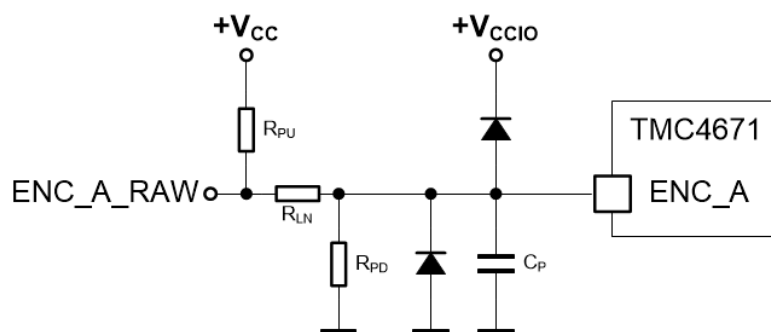 +VCC
+VCCIO
RPU
TMC4671
ENC_A_RAW
RLN
ENC_A
RPD
CP